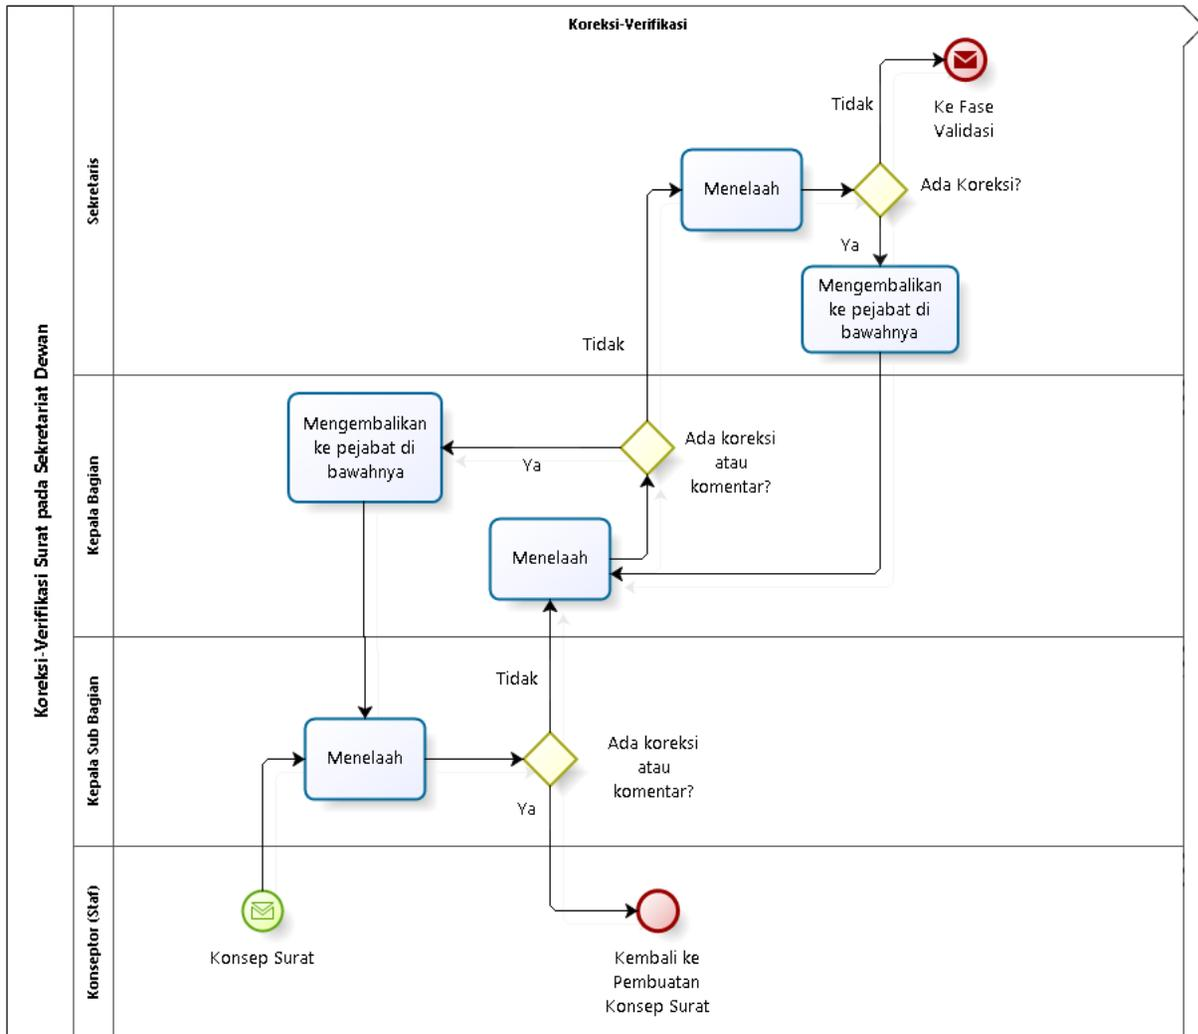 Koreksi-Verifikasi Surat pada Sekretariat Dewan
Koreksi-Verifikasi
Sekretaris
Tidak
Ke Fase
Validasi
Menelaah
Ada Koreksi?
Ya
Mengembalikan
ke pejabat di
bawahnya
Tidak
Kepala Bagian
Mengembalikan
ke pejabat di
bawahnya
Ya
Ada koreksi
atau
komentar?
Menelaah
Kepala Sub Bagian
Tidak
Menelaah
Ada koreksi
atau
komentar?
Ya
Konseptor (Staf)
Konsep Surat
Kembali ke
Pembuatan
Konsep Surat